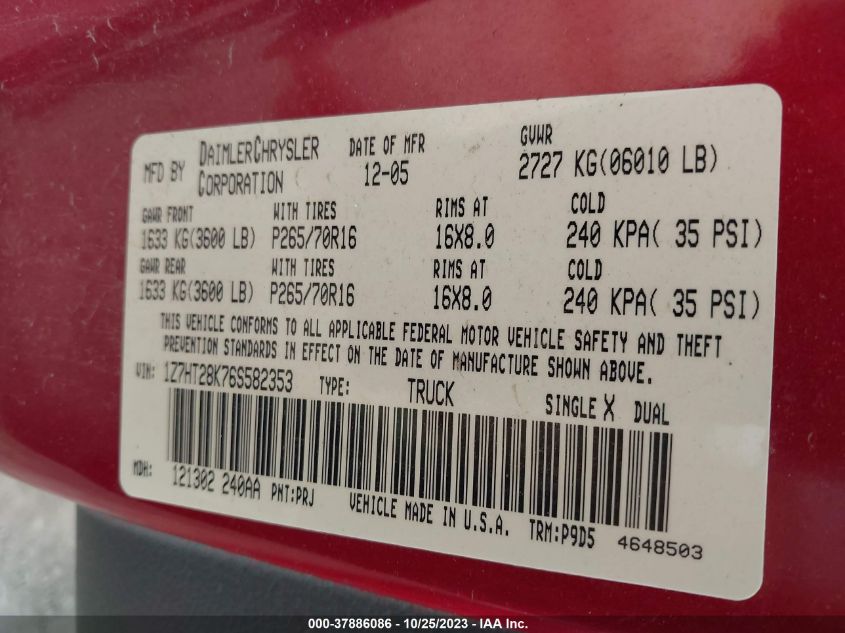 MFD BY DAIMLERCHRYSLER CORPORATION DATE OF MFR 12-05 GVWR 2727 KG(06010 LB)
GAWR FRONT WITH TIRES RIMS AT COLD
1633 KG(3600 LB) P265/70R16 16X8.0 240 KPA( 35 PSI)
GAWR REAR WITH TIRES RIMS AT COLD
1633 KG(3600 LB) P265/70R16 16X8.0 240 KPA( 35 PSI)
THIS VEHICLE CONFORMS TO ALL APPLICABLE FEDERAL MOTOR VEHICLE SAFETY AND THEFT
PREVENTION STANDARDS IN EFFECT ON THE DATE OF MANUFACTURE SHOWN ABOVE.
VIN: 1Z7HT28K76S582353 TYPE: TRUCK SINGLE X DUAL
MDH: 121302 240AA PNT:PRJ VEHICLE MADE IN U.S.A. TRM:P9D5 4648503
000-37886086 - 10/25/2023 - IAA Inc.